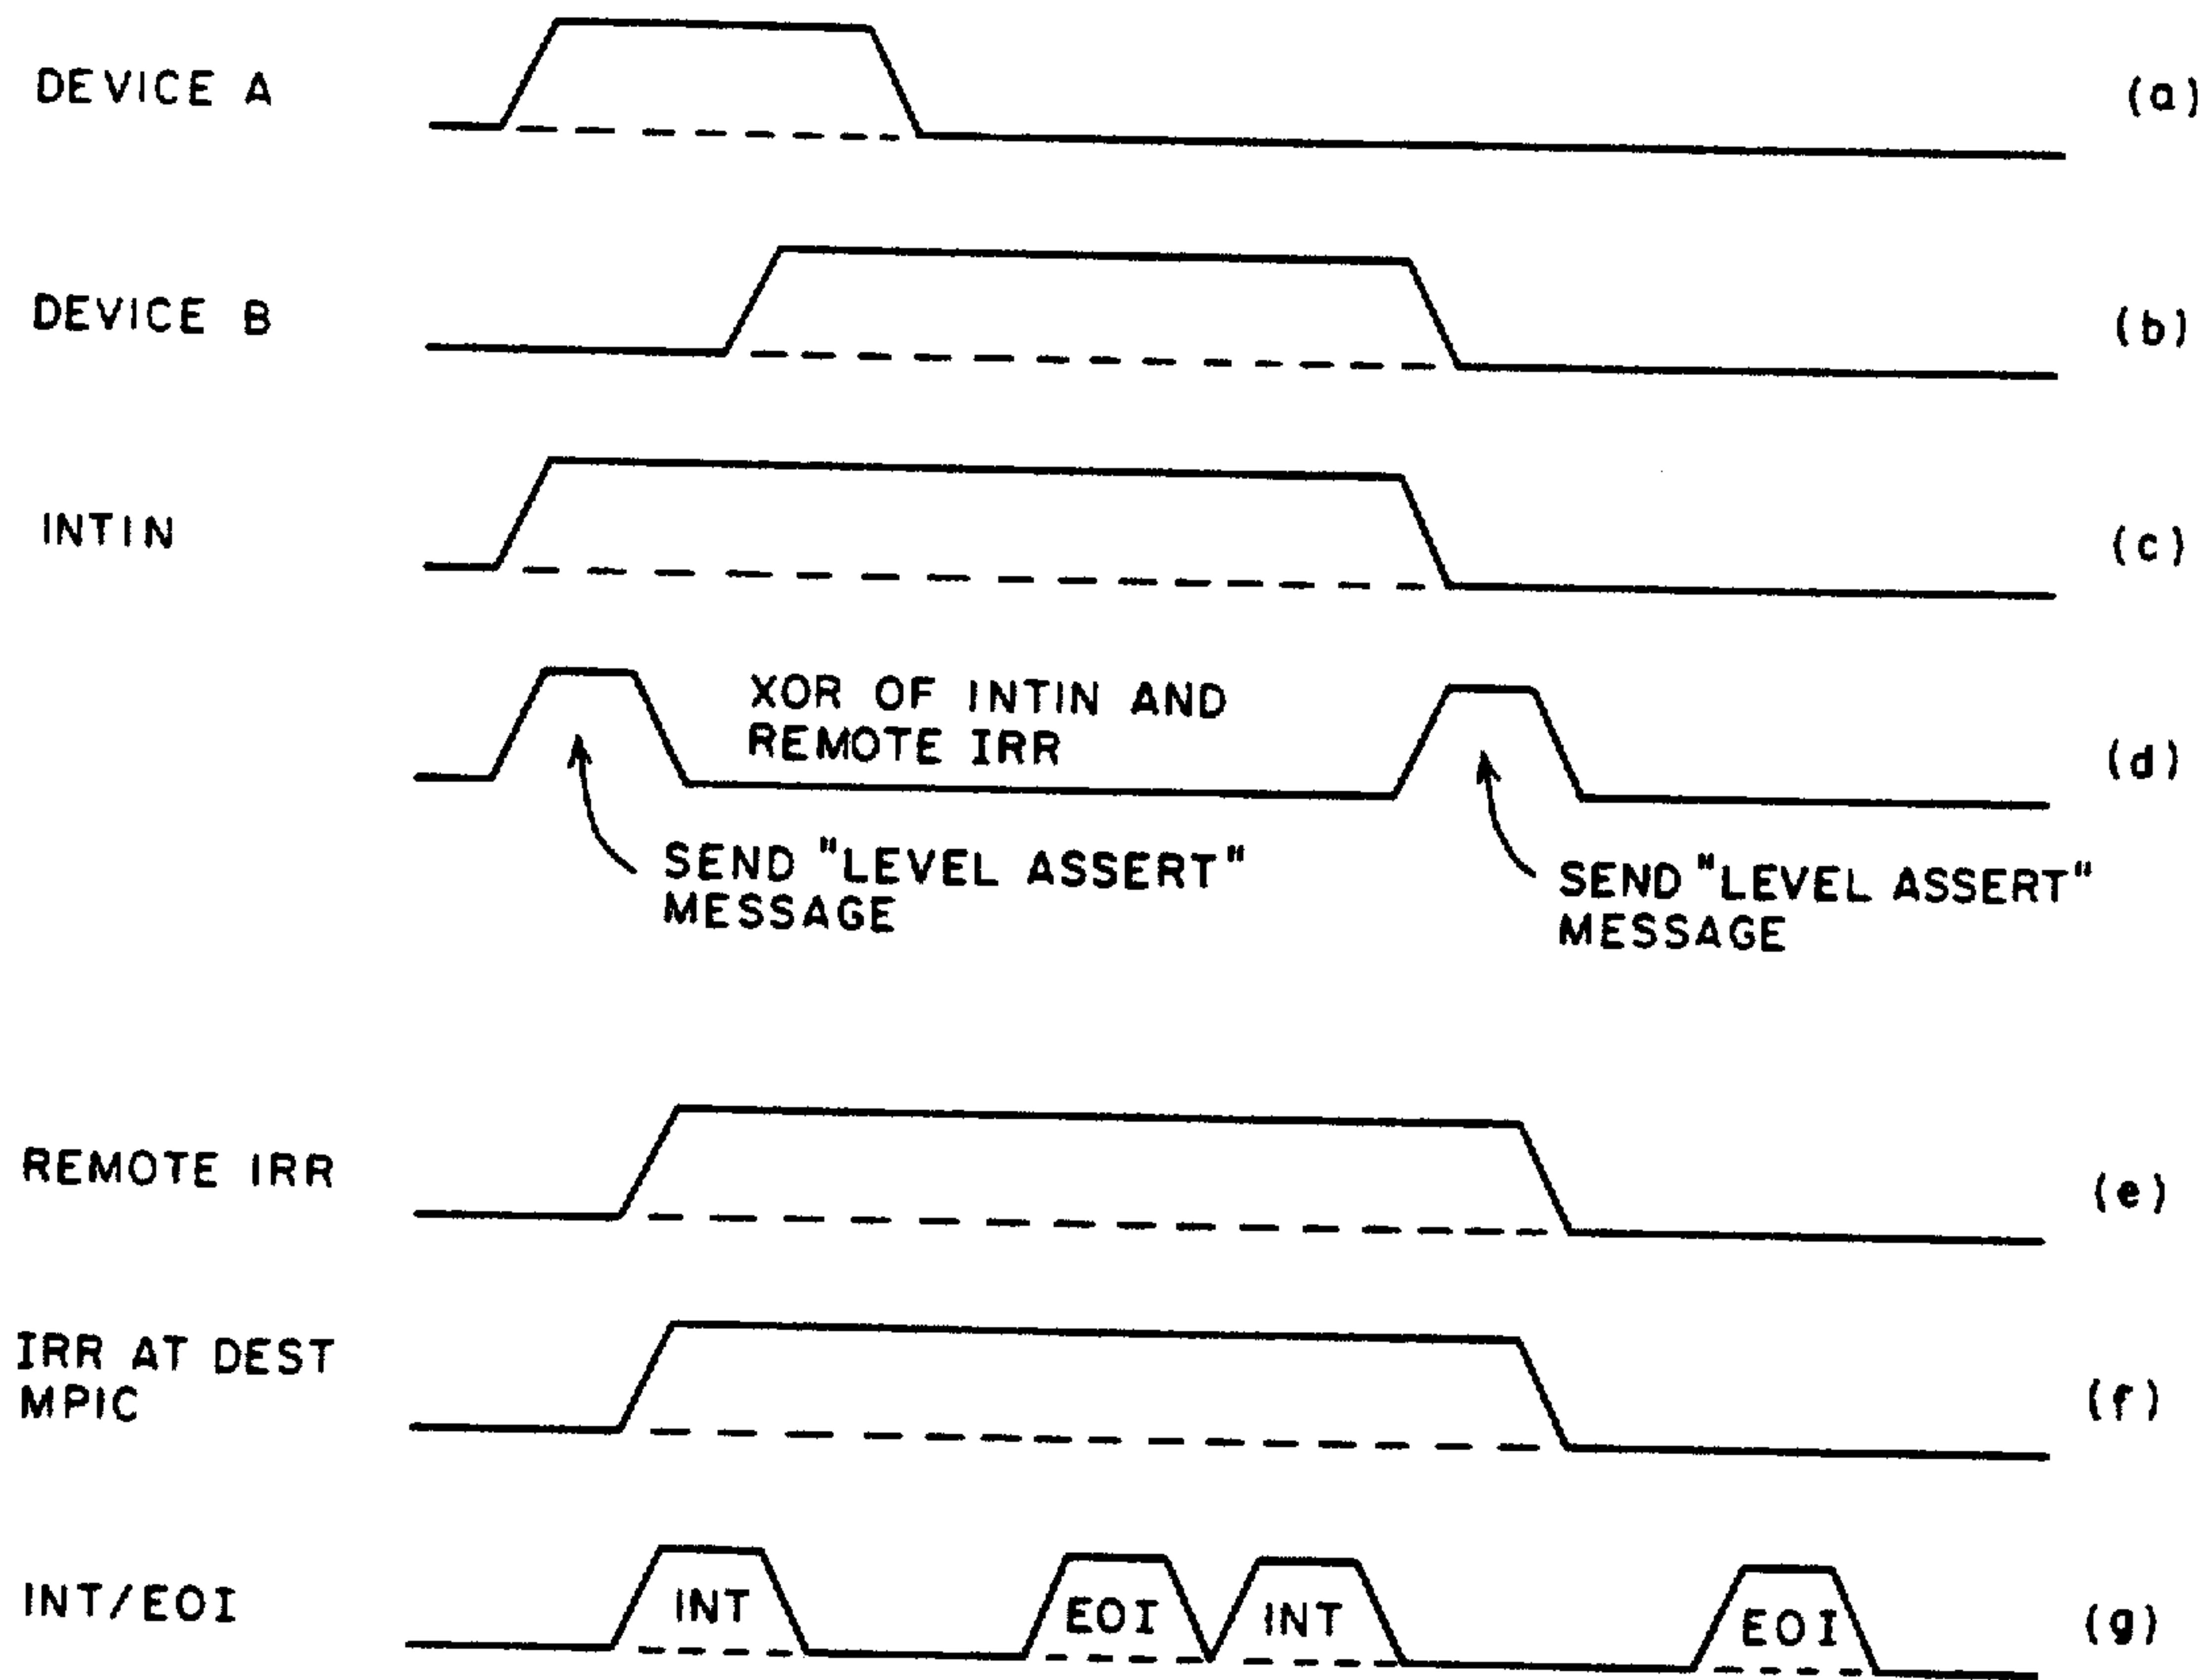 DEVICE A
(a)
DEVICE B
(b)
INTIN
(c)
XOR OF INTIN AND
REMOTE IRR
(d)
SEND "LEVEL ASSERT"
MESSAGE
SEND "LEVEL ASSERT"
MESSAGE
REMOTE IRR
(e)
IRR AT DEST
MPIC
(f)
INT/EOI
INT
EOI
INT
EOI
(g)